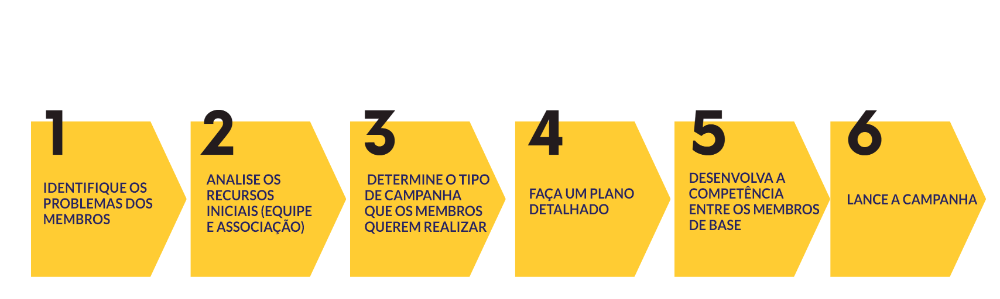 1
IDENTIFIQUE OS
PROBLEMAS DOS
MEMBROS
2
ANALISE OS
RECURSOS
INICIAIS (EQUIPE
E ASSOCIAÇÃO)
3
DETERMINE O TIPO
DE CAMPANHA
QUE OS MEMBROS
QUEREM REALIZAR
4
FAÇA UM PLANO
DETALHADO
5
DESENVOLVA A
COMPETÊNCIA
ENTRE OS MEMBROS
DE BASE
6
LANCE A CAMPANHA